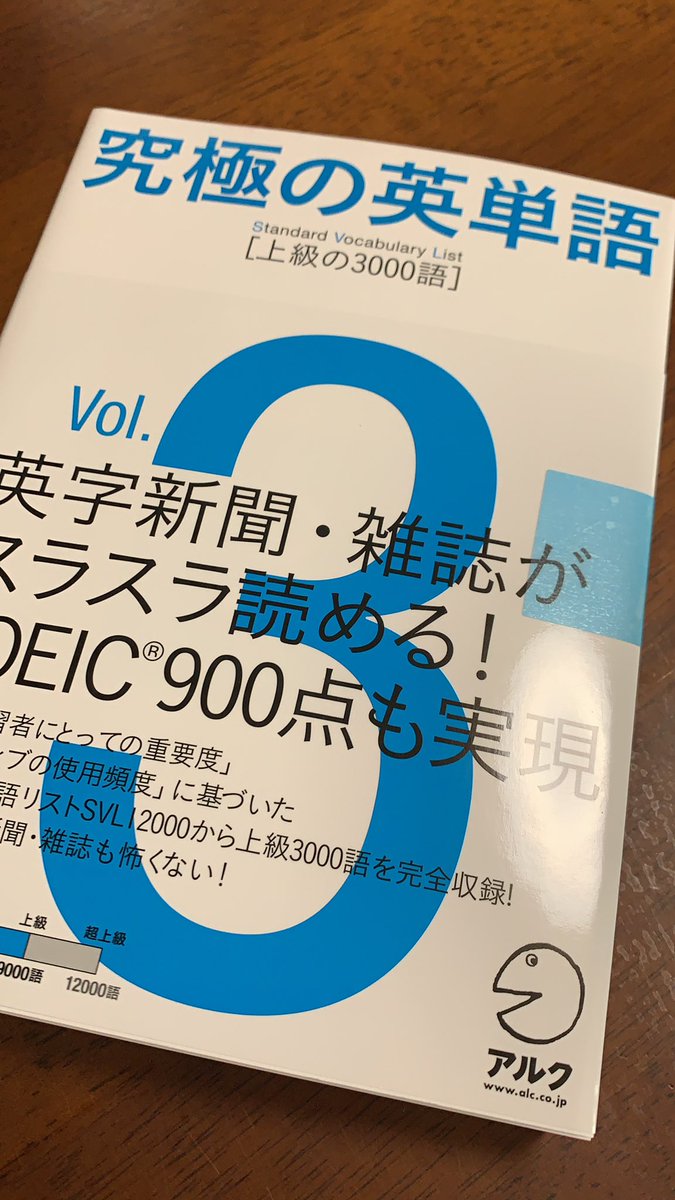 究極の英単語
Standard Vocabulary List
[上級の3000語]
Vol.
3
英字新聞・雑誌が
スラスラ読める!
OEIC®900点も実現
習者にとっての重要度」
ィブの使用頻度」に基づいた
語リストSVL12000から上級3000語を完全収録!
聞・雑誌も怖くない!
上級
超上級
9000語
12000語
アルク
www.alc.co.jp